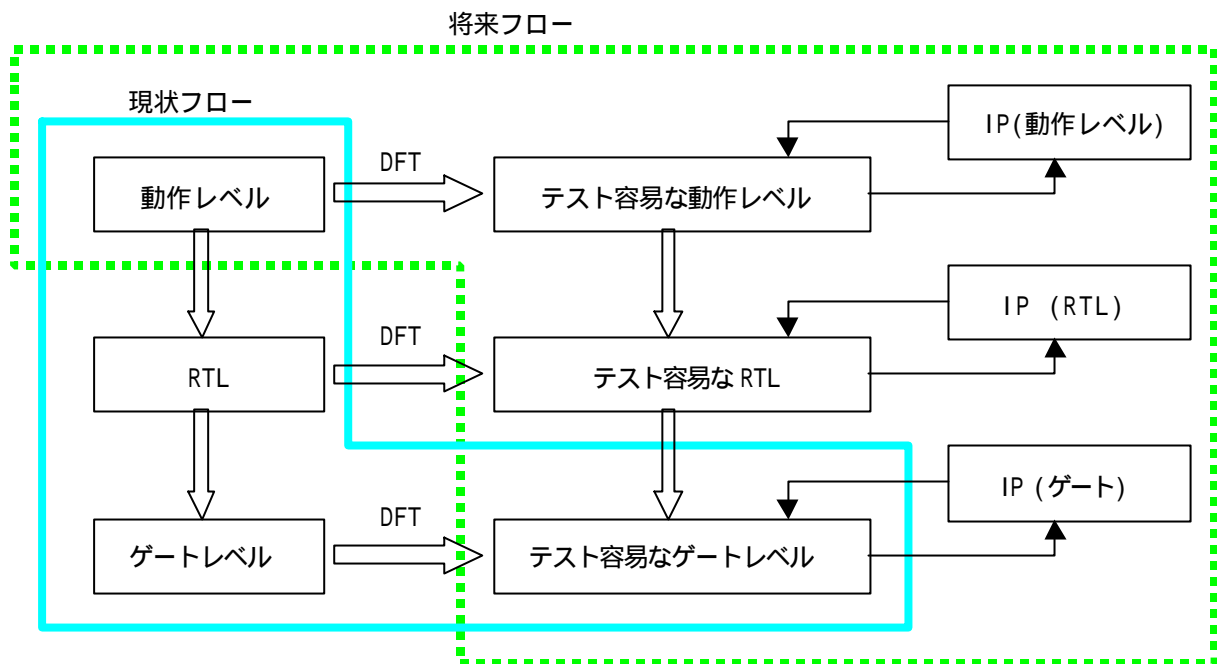 将来フロー
現状フロー
IP(動作レベル)
DFT
動作レベル
テスト容易な動作レベル
IP (RTL)
DFT
RTL
テスト容易な RTL
IP (ゲート)
DFT
ゲートレベル
テスト容易なゲートレベル